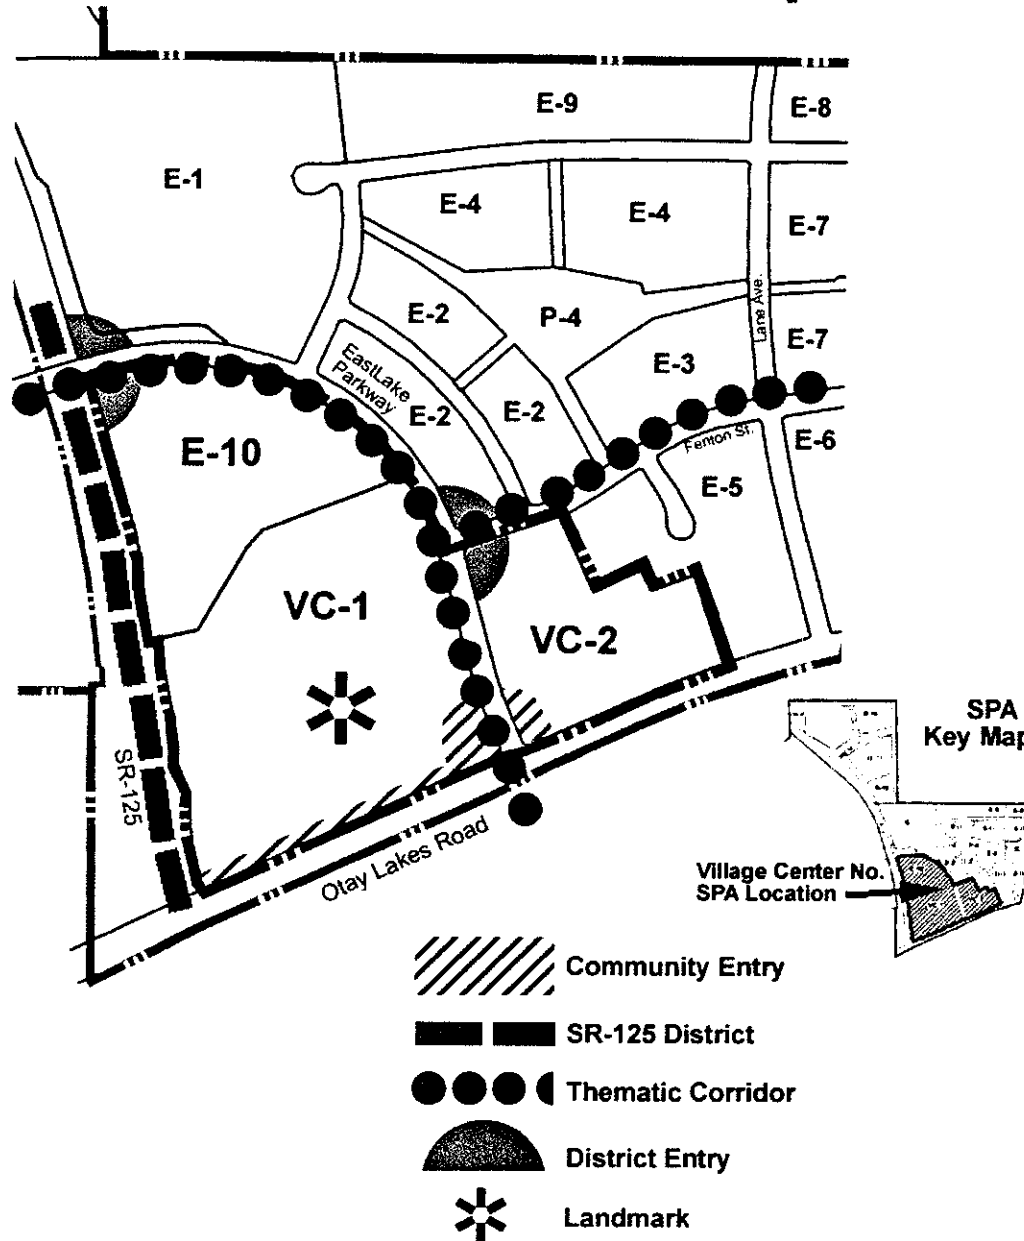 E-9
E-8
E-1
E-4
E-4
E-7
E-2
P-4
Lane Ave.
E-7
EastLake
Parkway
E-3
E-2
E-2
Fenton St.
E-6
E-10
E-5
VC-1
VC-2
SR-125
SPA
Key Map
Otay Lakes Road
Village Center No.
SPA Location
Community Entry
SR-125 District
Thematic Corridor
District Entry
Landmark